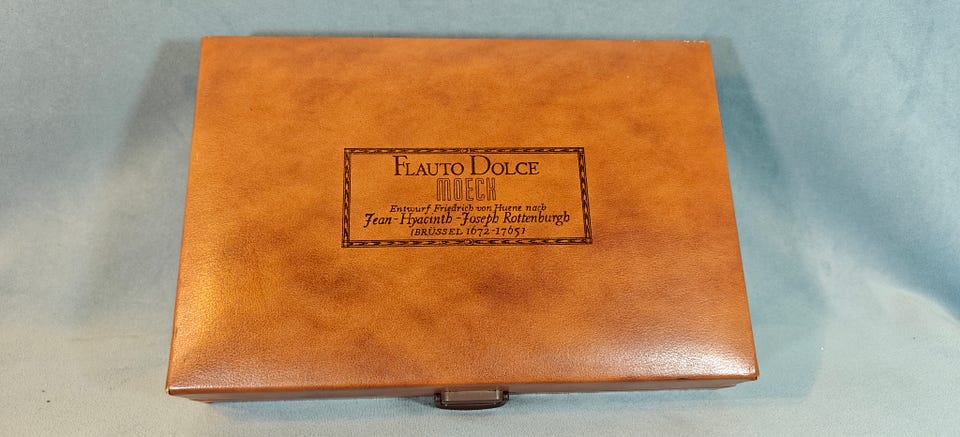 FLAUTO DOLCE
MOECK
Entwurf Friedrich von Huene nach
Jean-Hyacinth-Joseph Rottenburgh
(BRÜSSEL 1672-1765)